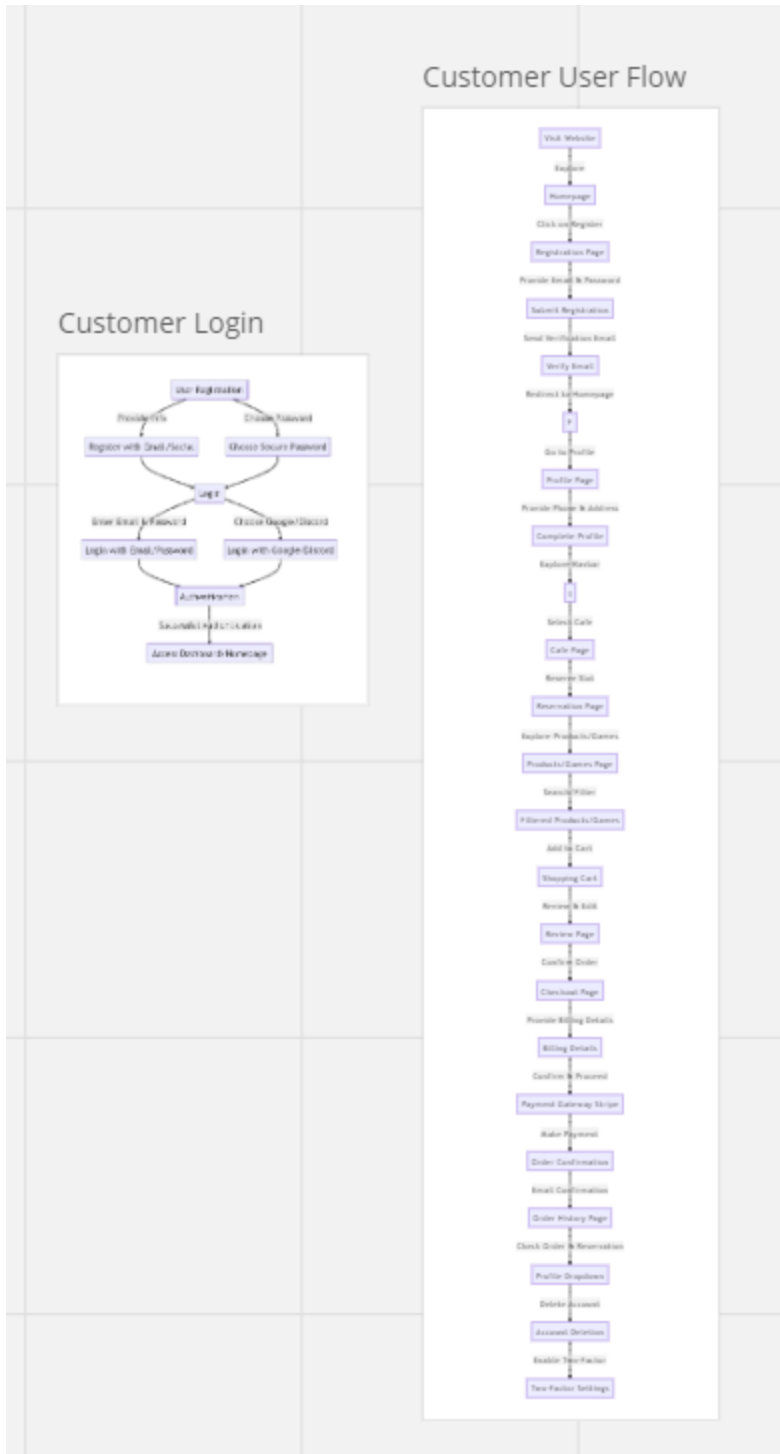 Customer User Flow
Visit Website
Explore
Homepage
Click on Register
Registration Page
Provide Email & Password
Submit Registration
Send Verification Email
Verify Email
Redirect to Homepage
F
Go to Profile
Profile Page
Provide Phone & Address
Complete Profile
Explore Navbar
Select Cafe
Cafe Page
Reserve Slot
Reservation Page
Explore Products/Games
Products/Games Page
Search/Filter
Filtered Products/Games
Add to Cart
Shopping Cart
Review & Edit
Review Page
Confirm Order
Checkout Page
Provide Billing Details
Billing Details
Confirm & Proceed
Payment Gateway Stripe
Make Payment
Order Confirmation
Email Confirmation
Order History Page
Check Order & Reservation
Profile Dropdown
Delete Account
Account Deletion
Enable Two-Factor
Two-Factor Settings
Customer Login
User Registration
Provide Info
Choose Password
Register with Email/Social
Choose Secure Password
Login
Enter Email & Password
Choose Google/Discord
Login with Email/Password
Login with Google/Discord
Authentication
Successful Authentication
Access Dashboard/Homepage